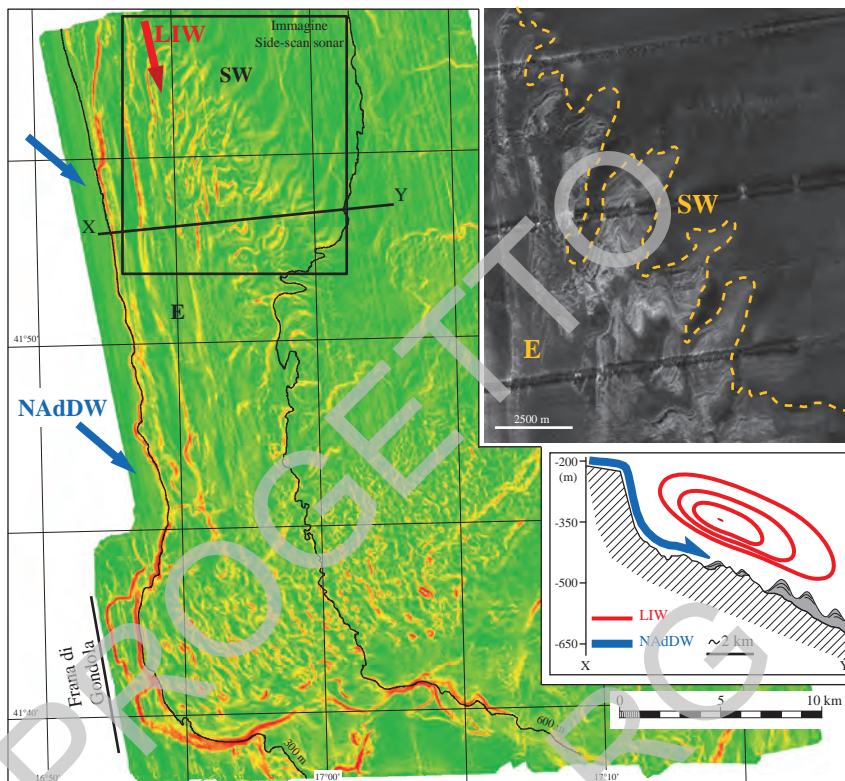 Immagine
Side-scan sonar
LIW
SW
X
Y
E
41°50'
NAdDW
Frana di
Gondola
41°40'
300 m
600 m
16°50'
17°00'
17°10'
SW
E
2500 m
-200
(m)
-350
-500
-650
LIW
NAdDW
~2 km
X
Y
0 5 10 km
PROGETTO